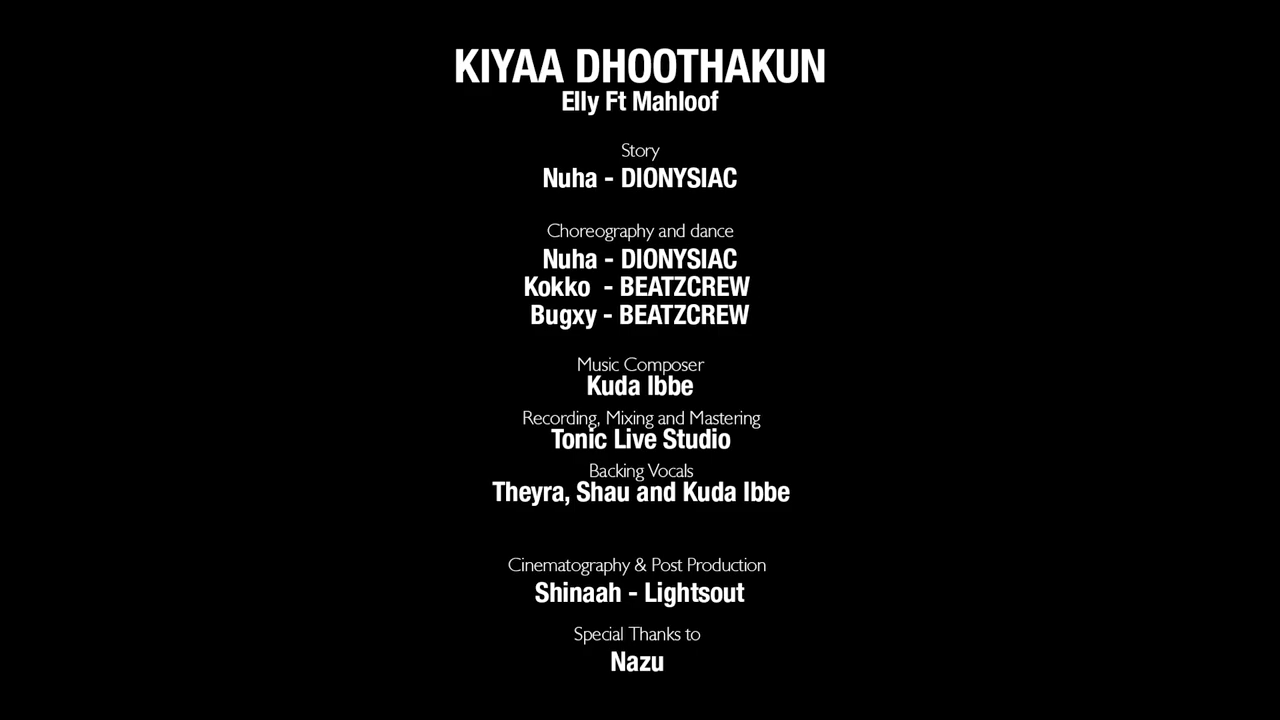 KIYAA DHOOTHAKUN
Elly Ft Mahloof
Story
Nuha - DIONYSIAC
Choreography and dance
Nuha - DIONYSIAC
Kokko - BEATZCREW
Bugxy - BEATZCREW
Music Composer
Kuda Ibbe
Recording, Mixing and Mastering
Tonic Live Studio
Backing Vocals
Theyra, Shau and Kuda Ibbe
Cinematography & Post Production
Shinaah - Lightsout
Special Thanks to
Nazu